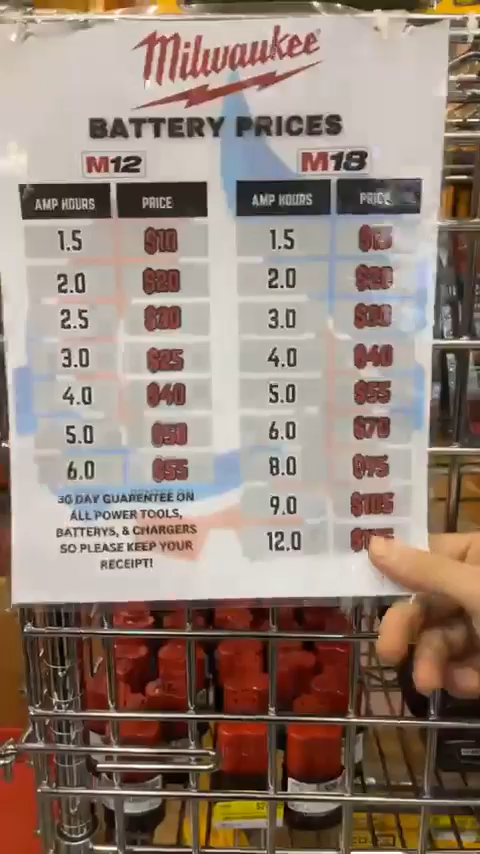 Milwaukee
BATTERY PRICES
M12
AMP HOURS PRICE
1.5 $10
2.0 $20
2.5 $30
3.0 $25
4.0 $40
5.0 $50
6.0 $55
30 DAY GUARENTEE ON
ALL POWER TOOLS,
BATTERYS, & CHARGERS
SO PLEASE KEEP YOUR
RECEIPT!
M18
AMP HOURS PRICE
1.5
2.0
3.0
4.0 $40
5.0 $55
6.0 $70
8.0
9.0 $105
12.0